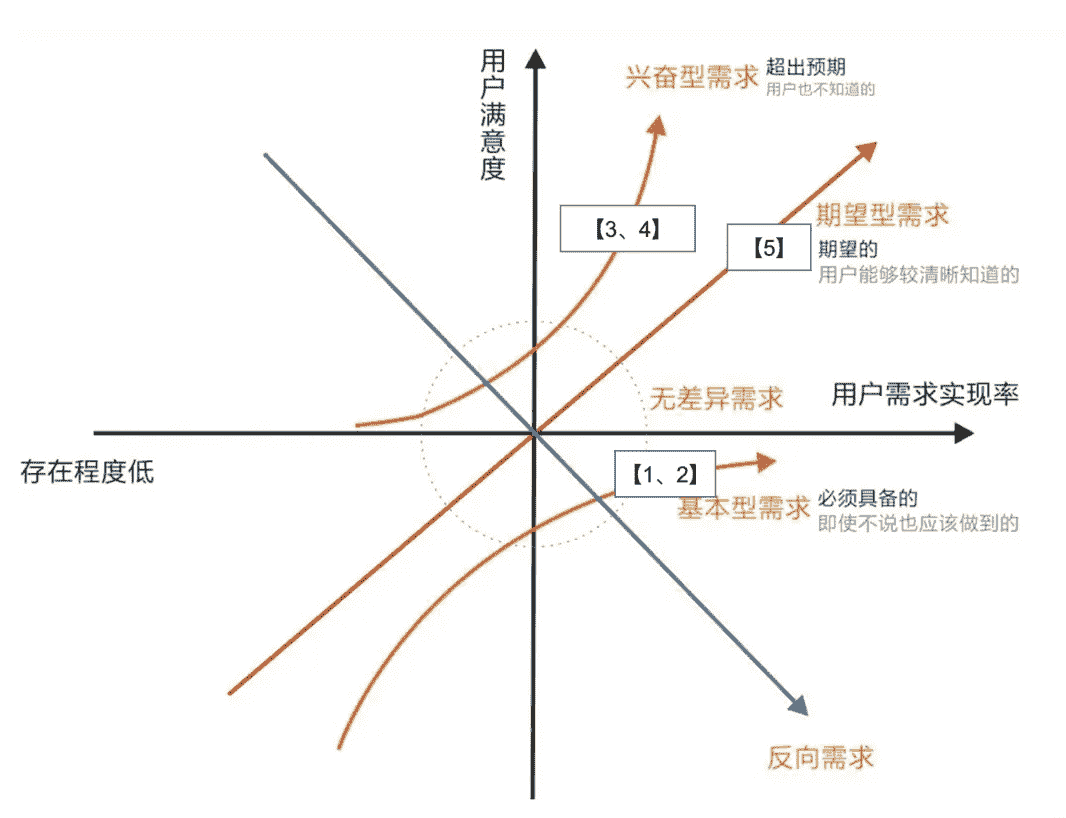 用户满意度
兴奋型需求
超出预期
用户也不知道的
【3、4】
期望型需求
【5】
期望的
用户能够较清晰知道的
无差异需求
用户需求实现率
存在程度低
【1、2】
基本型需求
必须具备的
即使不说也应该做到的
反向需求